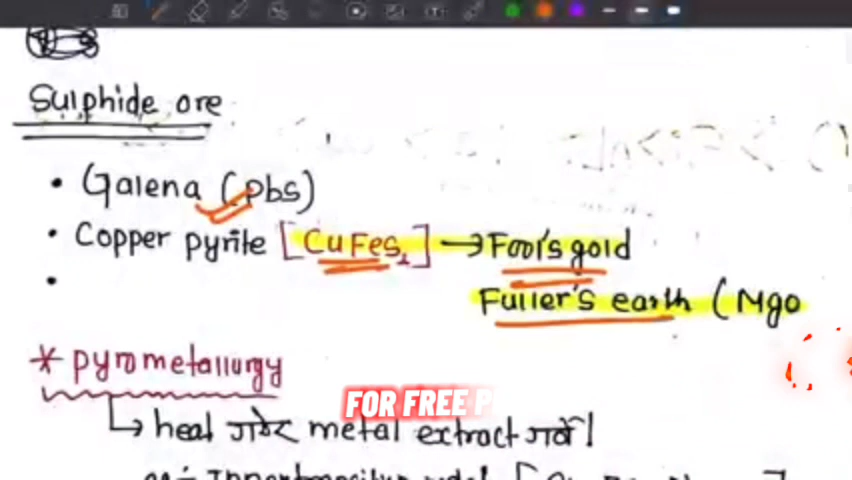 Sulphide ore
• Galena (Pbs)
• Copper pyrite [CuFeS₂] → Fool's gold
•
Fuller's earth (Mgo
* pyrometallurgy
FOR FREE P
↳ heat गरेर metal extract गर्ने।